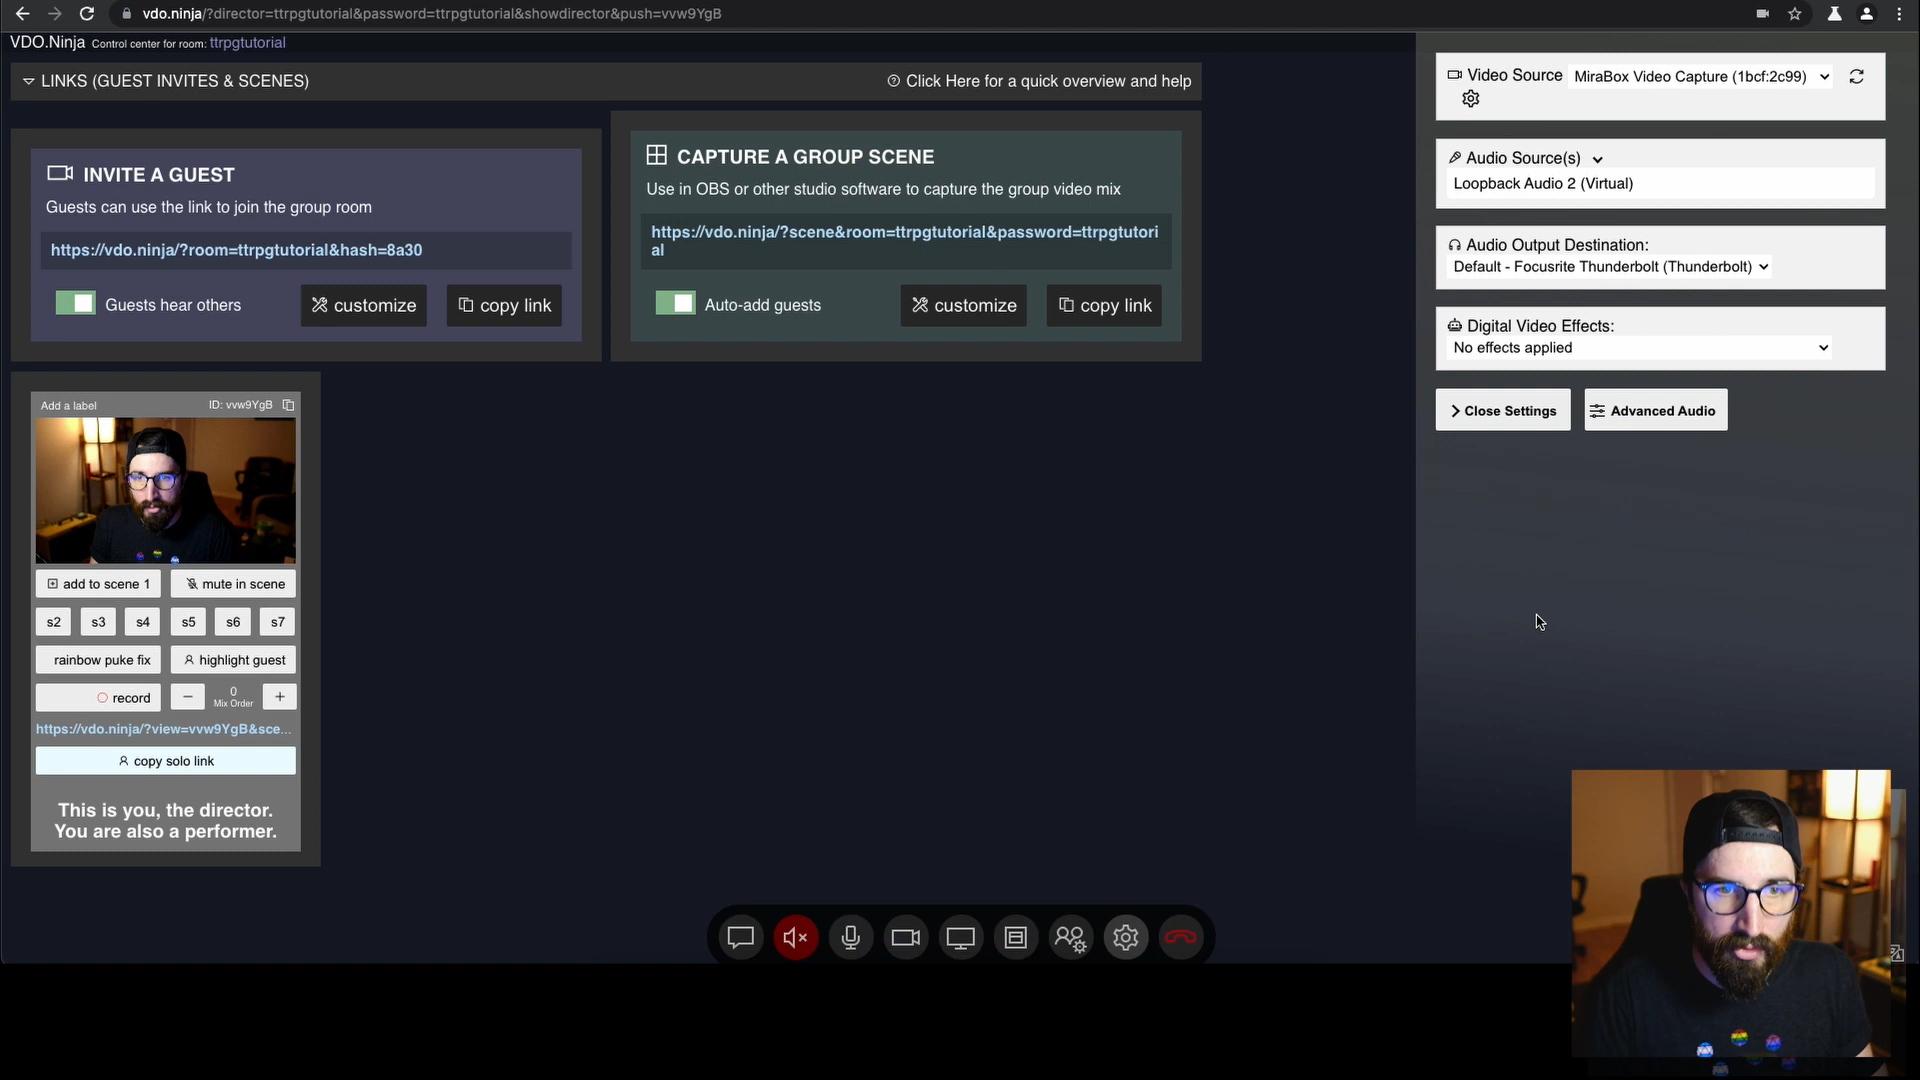 vdo.ninja/?director=ttrpgtutorial&password=ttrpgtutorial&showdirector&push=vvw9YgB
VDO.Ninja Control center for room: ttrpgtutorial
LINKS (GUEST INVITES & SCENES)
Click Here for a quick overview and help
INVITE A GUEST
Guests can use the link to join the group room
https://vdo.ninja/?room=ttrpgtutorial&hash=8a30
Guests hear others
customize
copy link
CAPTURE A GROUP SCENE
Use in OBS or other studio software to capture the group video mix
https://vdo.ninja/?scene&room=ttrpgtutorial&password=ttrpgtutori
al
Auto-add guests
customize
copy link
Add a label
ID: vvw9YgB
add to scene 1
mute in scene
s2
s3
s4
s5
s6
s7
rainbow puke fix
highlight guest
record
−
0
Mix Order
+
https://vdo.ninja/?view=vvw9YgB&sce...
copy solo link
This is you, the director.
You are also a performer.
Video Source
MiraBox Video Capture (1bcf:2c99)
Audio Source(s)
Loopback Audio 2 (Virtual)
Audio Output Destination:
Default - Focusrite Thunderbolt (Thunderbolt)
Digital Video Effects:
No effects applied
Close Settings
Advanced Audio